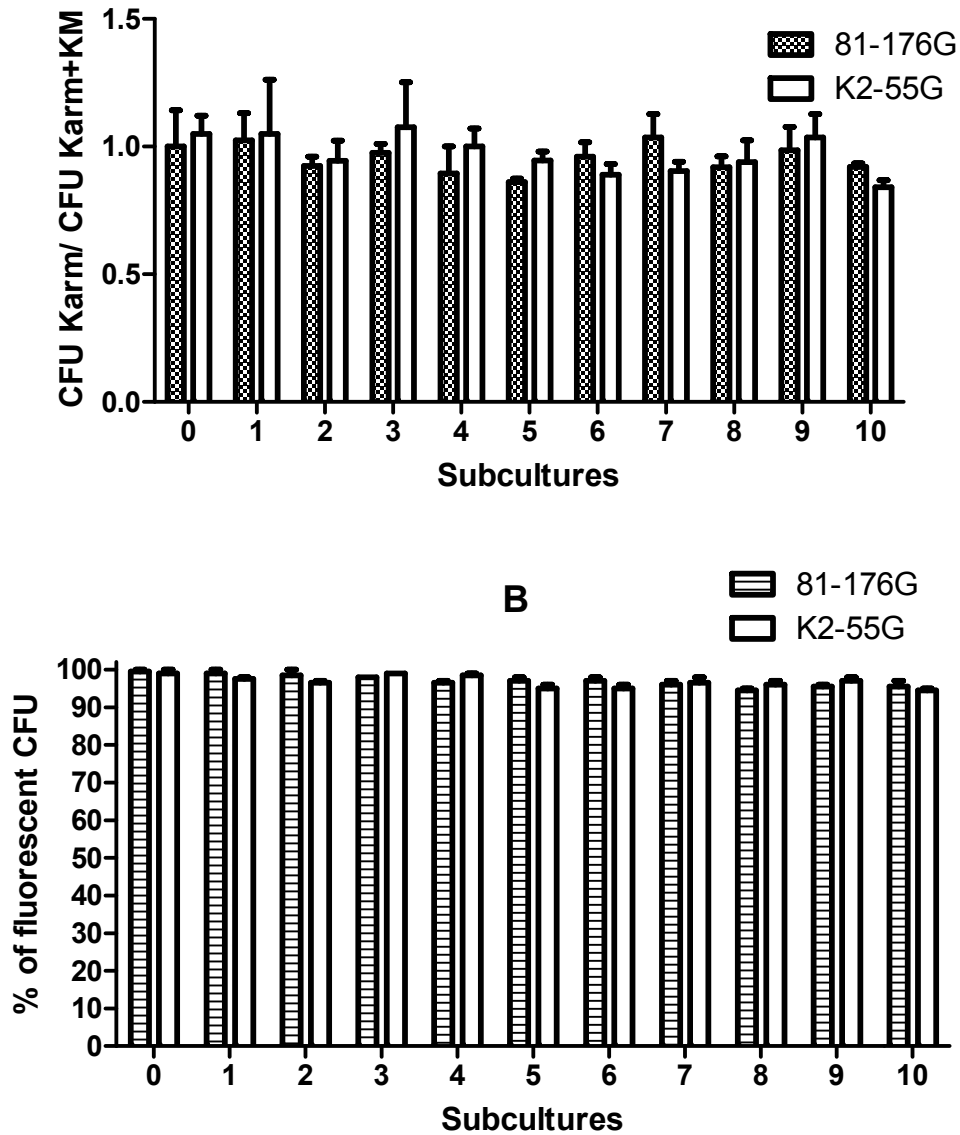 CFU Karm/ CFU Karm+KM
1.5
1.0
0.5
0.0
81-176G
K2-55G
0 1 2 3 4 5 6 7 8 9 10
Subcultures
B
81-176G
K2-55G
% of fluorescent CFU
100
90
80
70
60
50
40
30
20
10
0
0 1 2 3 4 5 6 7 8 9 10
Subcultures